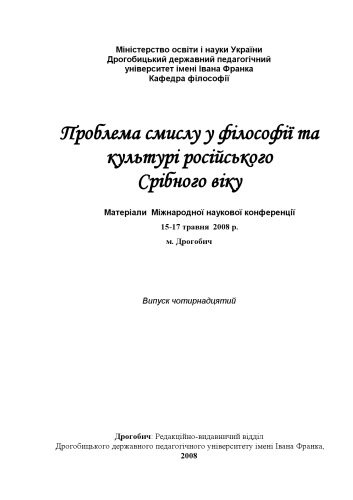 Міністерство освіти і науки України
Дрогобицький державний педагогічний
університет імені Івана Франка
Кафедра філософії
Проблема смислу у філософії та
культурі російського
Срібного віку
Матеріали Міжнародної наукової конференції
15-17 травня 2008 р.
м. Дрогобич
Випуск чотирнадцятий
Дрогобич: Редакційно-видавничий відділ
Дрогобицького державного педагогічного університету імені Івана Франка,
2008